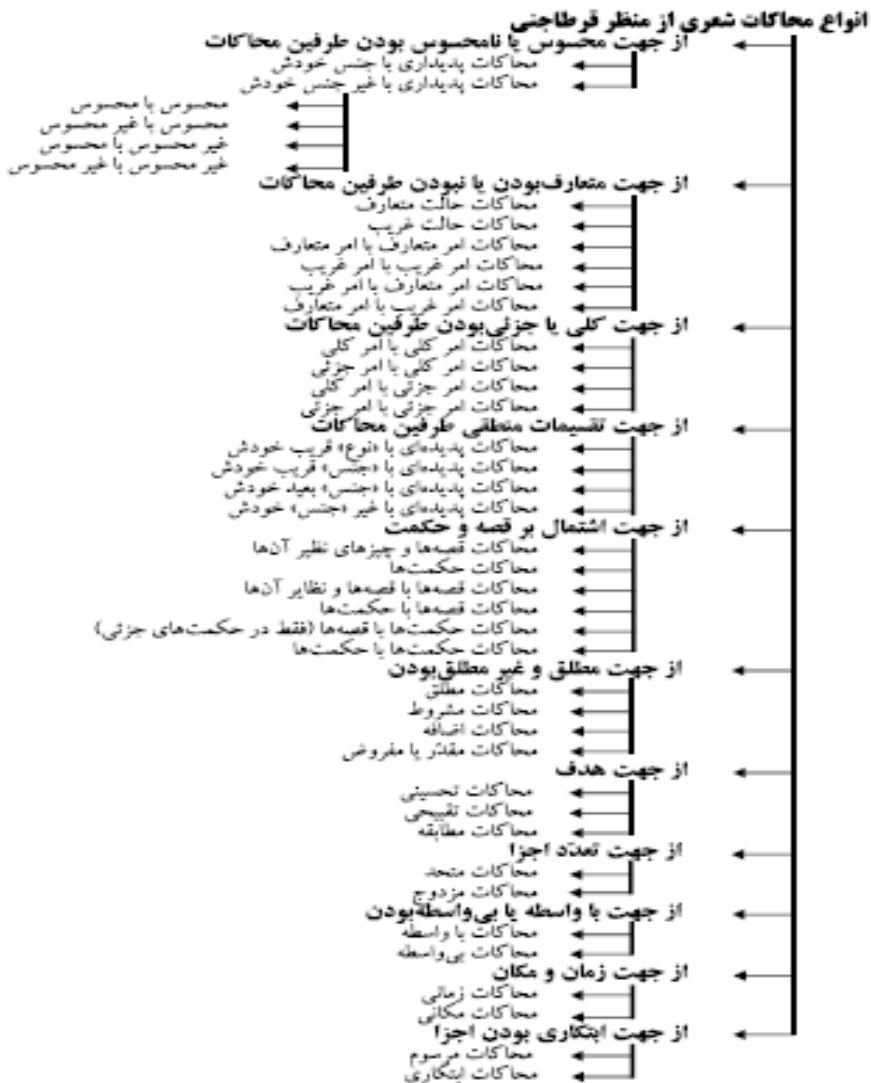 انواع محاکات شعری از منظر قرطاجنی
از جهت محسوس یا نامحسوس بودن طرفین محاکات
محاکات پدیداری با جنس خودش
محاکات پدیداری با غیر جنس خودش
محسوس با محسوس
محسوس با غیر محسوس
غیر محسوس با محسوس
غیر محسوس با غیر محسوس
از جهت متعارف‌بودن یا نبودن طرفین محاکات
محاکات حالت متعارف
محاکات حالت غریب
محاکات امر متعارف با امر متعارف
محاکات امر غریب با امر غریب
محاکات امر متعارف با امر غریب
محاکات امر غریب با امر متعارف
از جهت کلی یا جزئی‌بودن طرفین محاکات
محاکات امر کلی با امر کلی
محاکات امر کلی با امر جزئی
محاکات امر جزئی با امر کلی
محاکات امر جزئی با امر جزئی
از جهت تقسیمات منطقی طرفین محاکات
محاکات پدیده‌ای با «نوع» قریب خودش
محاکات پدیده‌ای با «جنس» قریب خودش
محاکات پدیده‌ای با «جنس» بعید خودش
محاکات پدیده‌ای با غیر «جنس» خودش
از جهت اشتمال بر قصه و حکمت
محاکات قصه‌ها و چیزهای نظیر آن‌ها
محاکات حکمت‌ها
محاکات قصه‌ها با قصه‌ها و نظایر آن‌ها
محاکات قصه‌ها با حکمت‌ها
محاکات حکمت‌ها با قصه‌ها (فقط در حکمت‌های جزئی)
محاکات حکمت‌ها با حکمت‌ها
از جهت مطلق و غیر مطلق‌بودن
محاکات مطلق
محاکات مشروط
محاکات اضافه
محاکات مقدّر یا مفروض
از جهت هدف
محاکات تحسینی
محاکات تقبیحی
محاکات مطابقه
از جهت تعدّد اجزا
محاکات متحد
محاکات مزدوج
از جهت با واسطه یا بی‌واسطه‌بودن
محاکات با واسطه
محاکات بی‌واسطه
از جهت زمان و مکان
محاکات زمانی
محاکات مکانی
از جهت ابتکاری بودن اجزا
محاکات مرسوم
محاکات ابتکاری